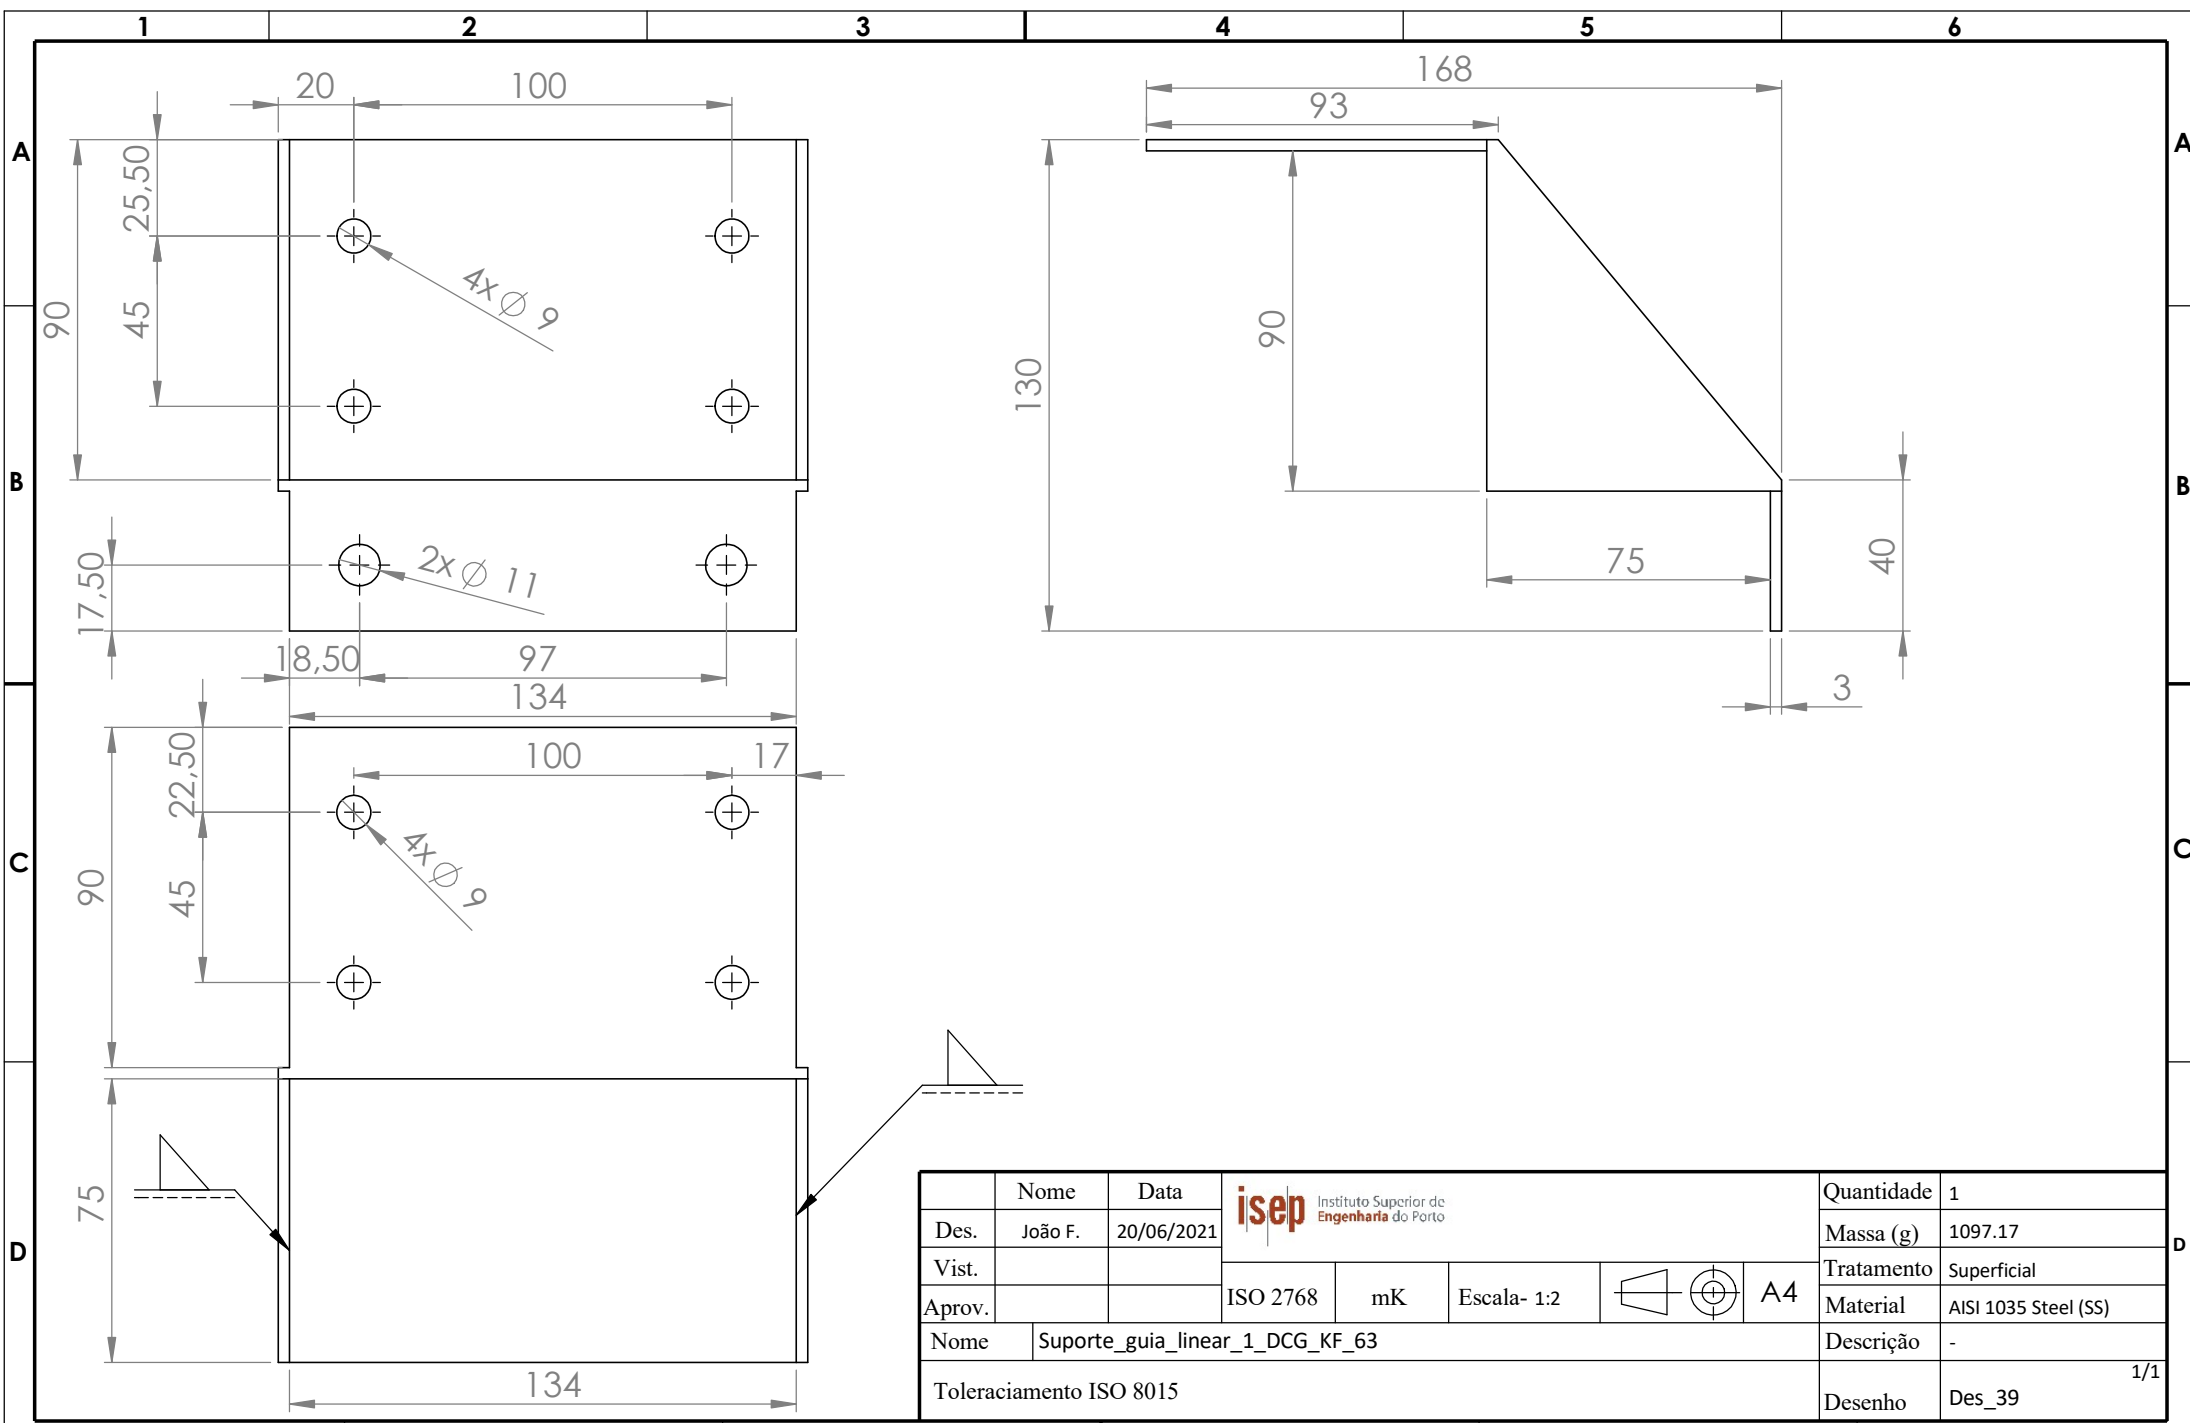 1 2 3 4 5 6
A A
B B
C C
D D
20 100
25,50
45
90
4x ∅ 9
17,50
2x ∅ 11
18,50 97
134
168
93
130
90
75
40
3
22,50
100 17
90
45
4x ∅ 9
75
134
Nome Data
Des. João F. 20/06/2021
Vist.
Aprov.
isep Instituto Superior de
Engenharia do Porto
ISO 2768 mK Escala- 1:2 A4
Quantidade 1
Massa (g) 1097.17
Tratamento Superficial
Material AISI 1035 Steel (SS)
Nome Suporte_guia_linear_1_DCG_KF_63
Descrição -
Toleraciamento ISO 8015
1/1
Desenho Des_39